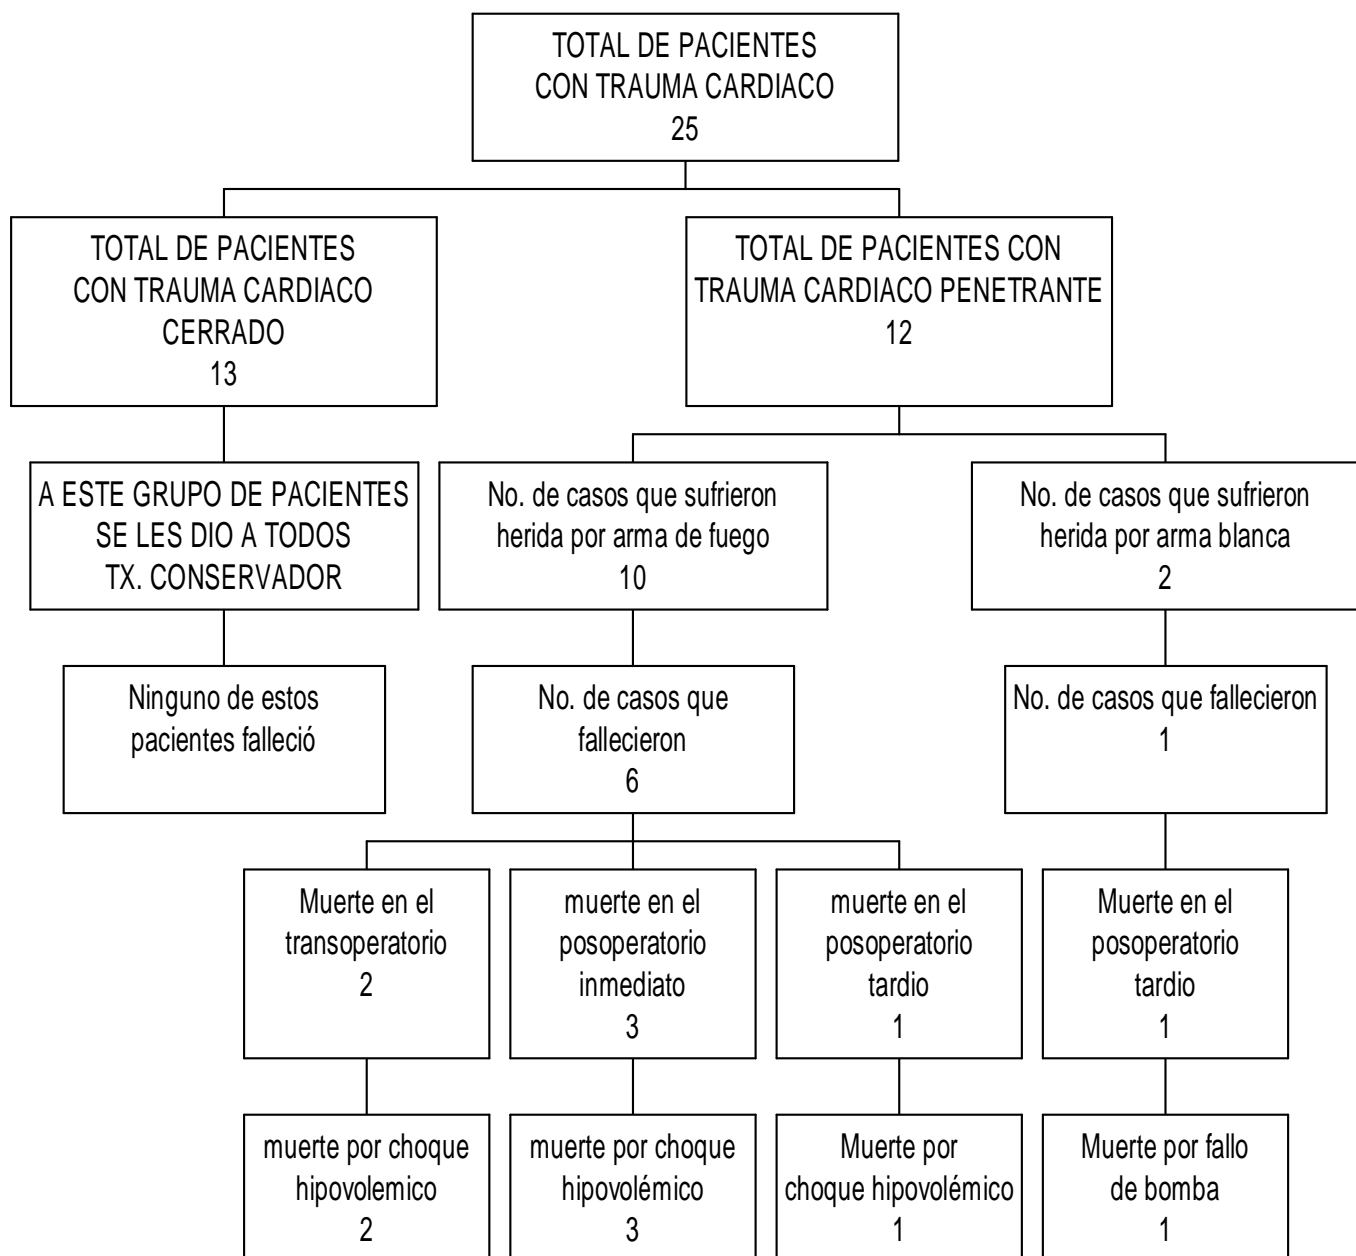 TOTAL DE PACIENTES
CON TRAUMA CARDIACO
25
TOTAL DE PACIENTES
CON TRAUMA CARDIACO
CERRADO
13
TOTAL DE PACIENTES CON
TRAUMA CARDIACO PENETRANTE
12
A ESTE GRUPO DE PACIENTES
SE LES DIO A TODOS
TX. CONSERVADOR
No. de casos que sufrieron
herida por arma de fuego
10
No. de casos que sufrieron
herida por arma blanca
2
Ninguno de estos
pacientes falleció
No. de casos que
fallecieron
6
No. de casos que fallecieron
1
Muerte en el
transoperatorio
2
muerte en el
posoperatorio
inmediato
3
muerte en el
posoperatorio
tardio
1
Muerte en el
posoperatorio
tardio
1
muerte por choque
hipovolemico
2
muerte por choque
hipovolémico
3
Muerte por
choque hipovolémico
1
Muerte por fallo
de bomba
1